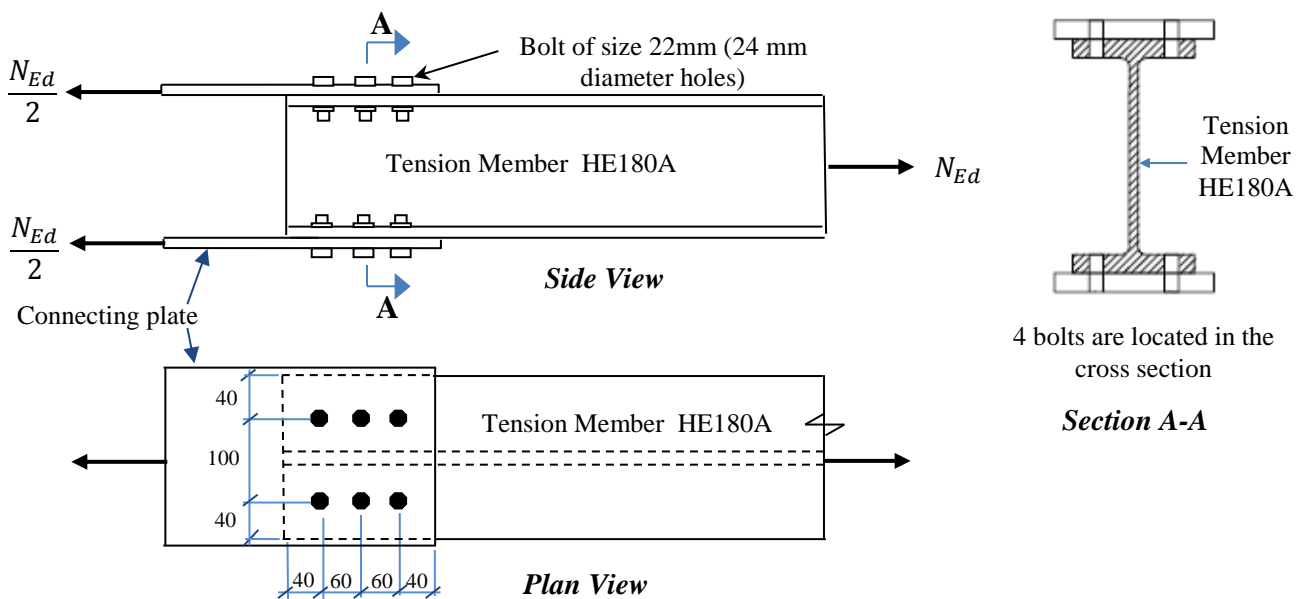 A
Bolt of size 22mm (24 mm
diameter holes)
N_Ed
2
Tension Member HE180A
N_Ed
N_Ed
2
A
Side View
Connecting plate
Tension
Member
HE180A
4 bolts are located in the
cross section
Section A-A
40
100
40
Tension Member HE180A
40 60 60 40
Plan View